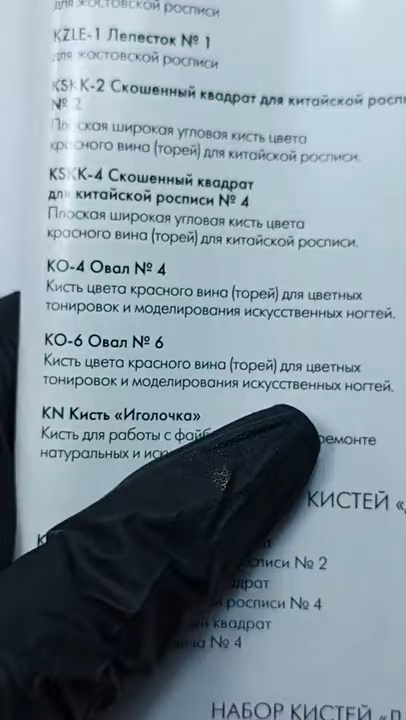 для жостовской росписи
KZLE-1 Лепесток № 1
для жостовской росписи
KSKK-2 Скошенный квадрат для китайской
№ 2
Плоская широкая угловая кисть цвета
красного вина (торей) для китайской росписи.
KSKK-4 Скошенный квадрат
для китайской росписи № 4
Плоская широкая угловая кисть цвета
красного вина (торей) для китайской росписи.
KO-4 Овал № 4
Кисть цвета красного вина (торей) для цветных
тонировок и моделирования искусственных ногтей.
KO-6 Овал № 6
Кисть цвета красного вина (торей) для цветных
тонировок и моделирования искусственных ногтей.
KN Кисть «Иголочка»
Кисть для работы с
натуральных и
КИСТЕЙ
№ 2
росписи № 4
квадрат
№ 4
НАБОР КИСТЕЙ